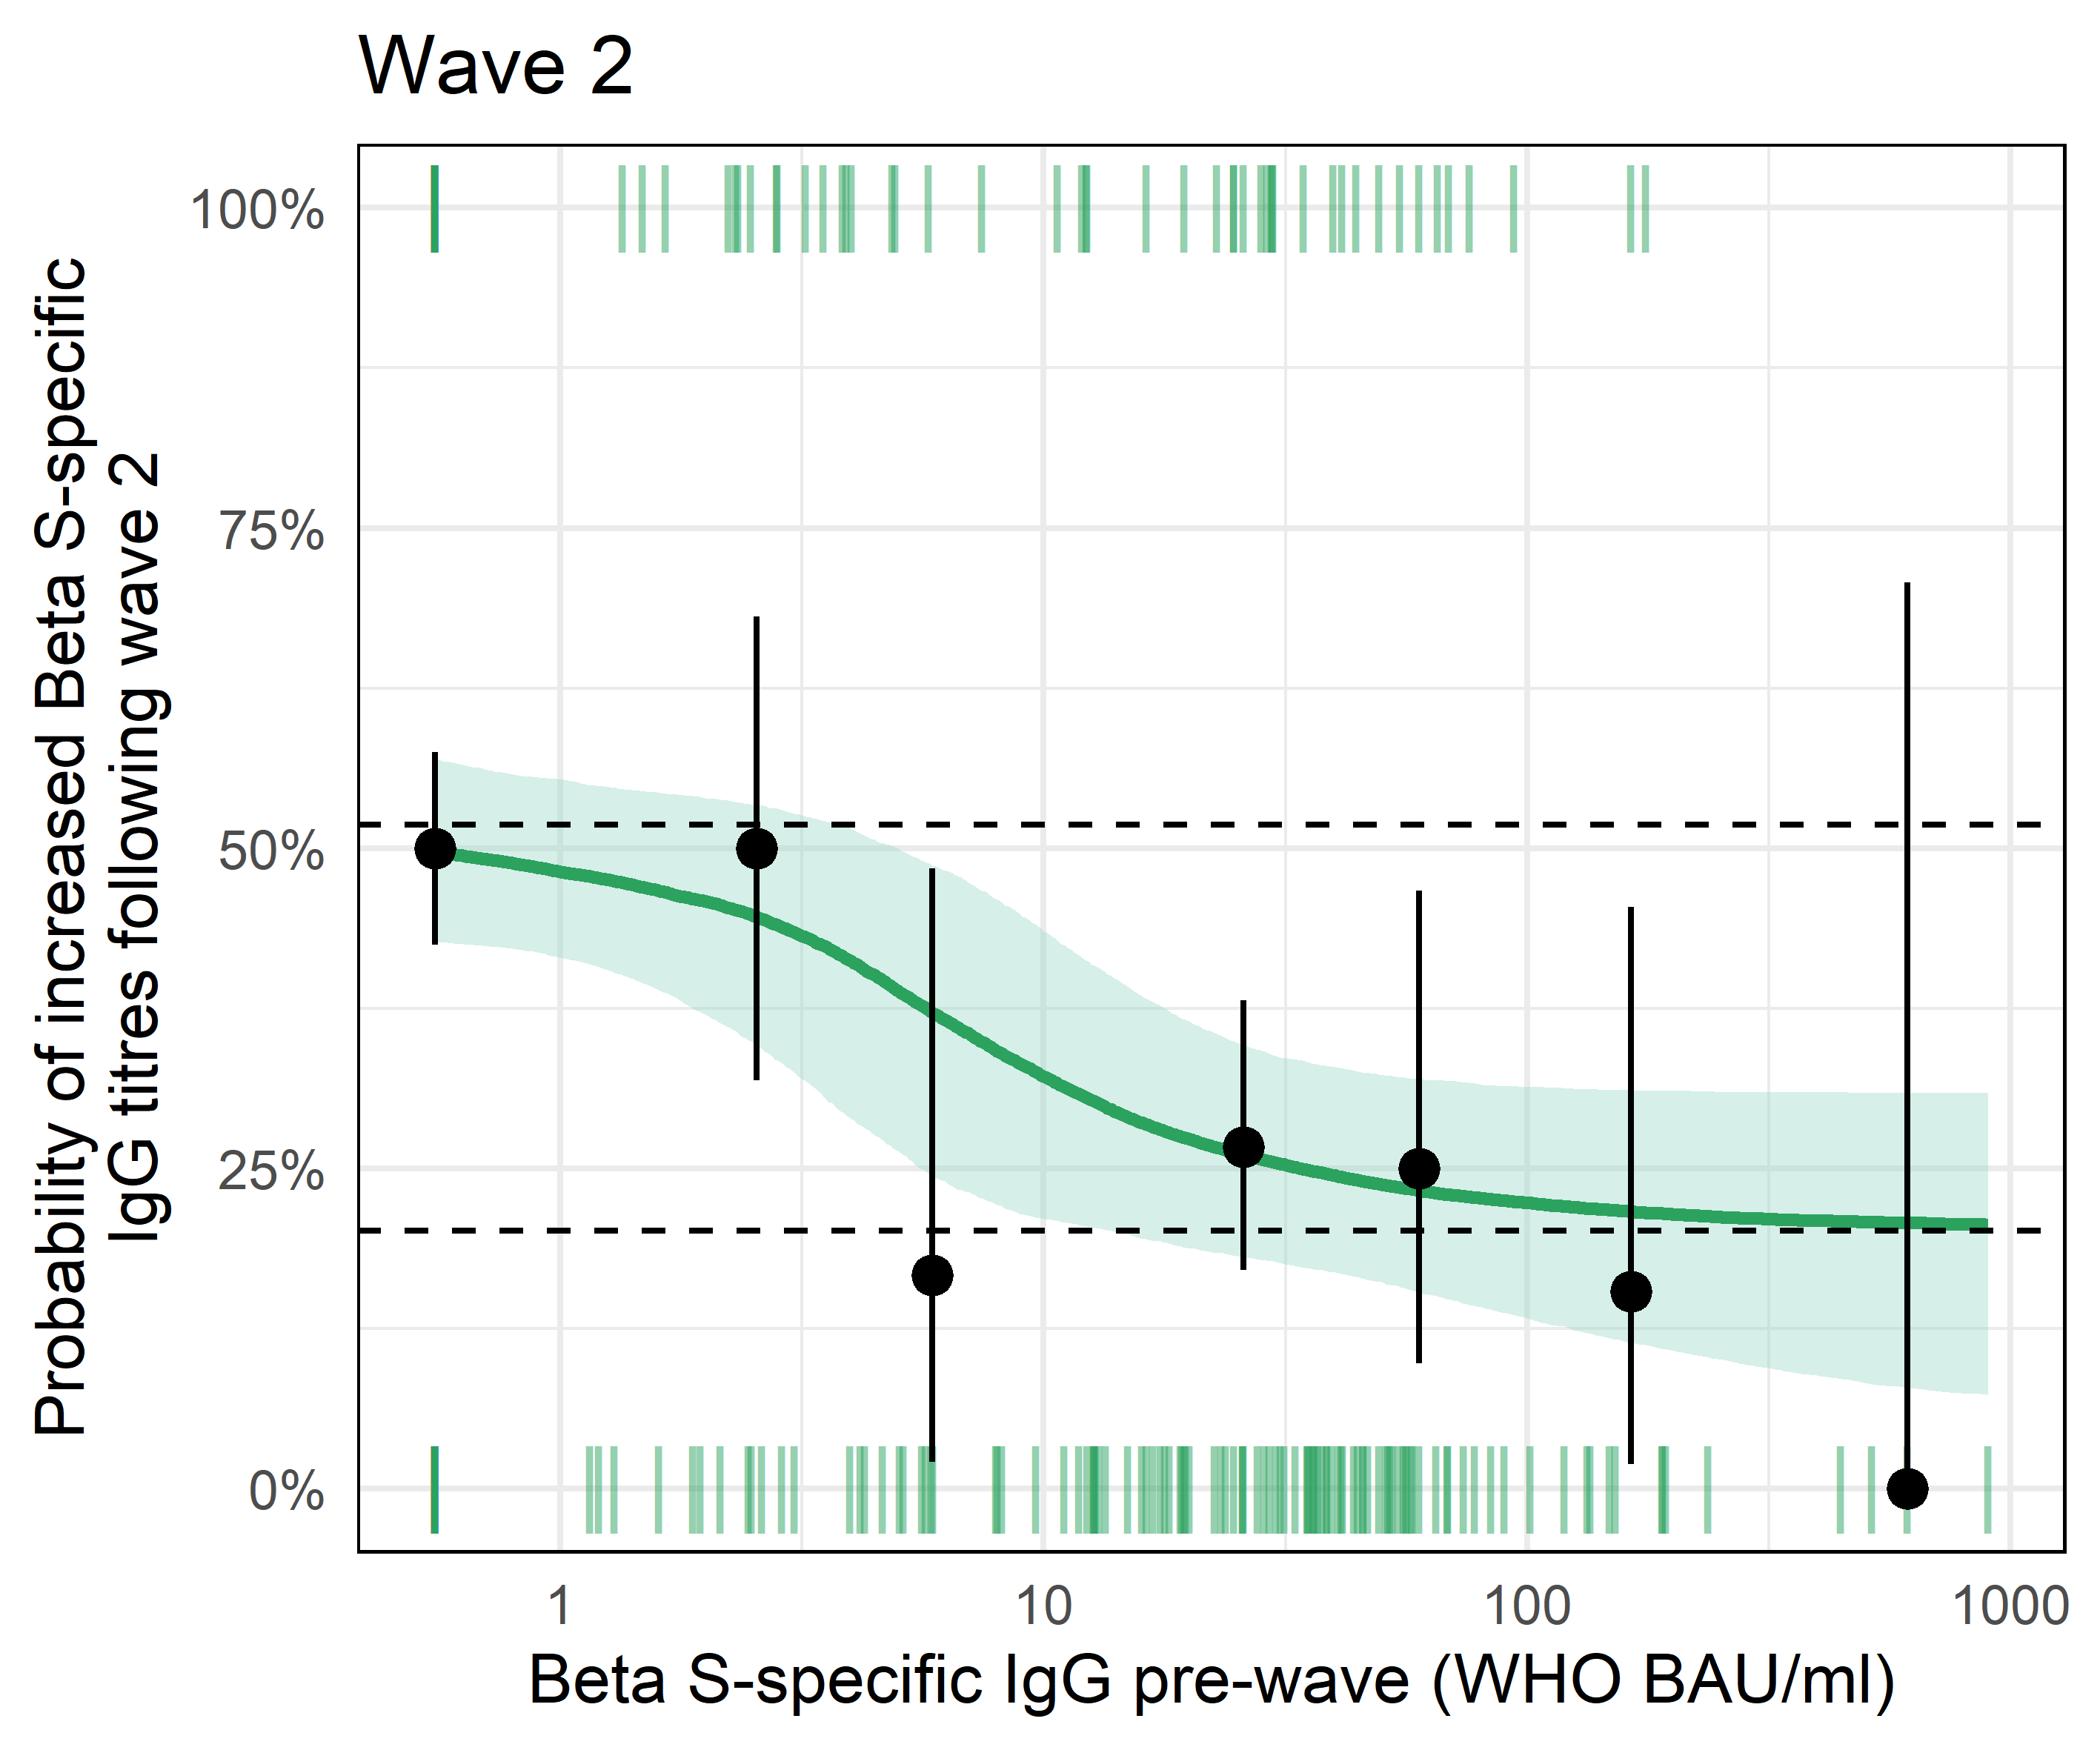 Wave 2
Probability of increased Beta S-specific
IgG titres following wave 2
100%
75%
50%
25%
0%
1
10
100
1000
Beta S-specific IgG pre-wave (WHO BAU/ml)